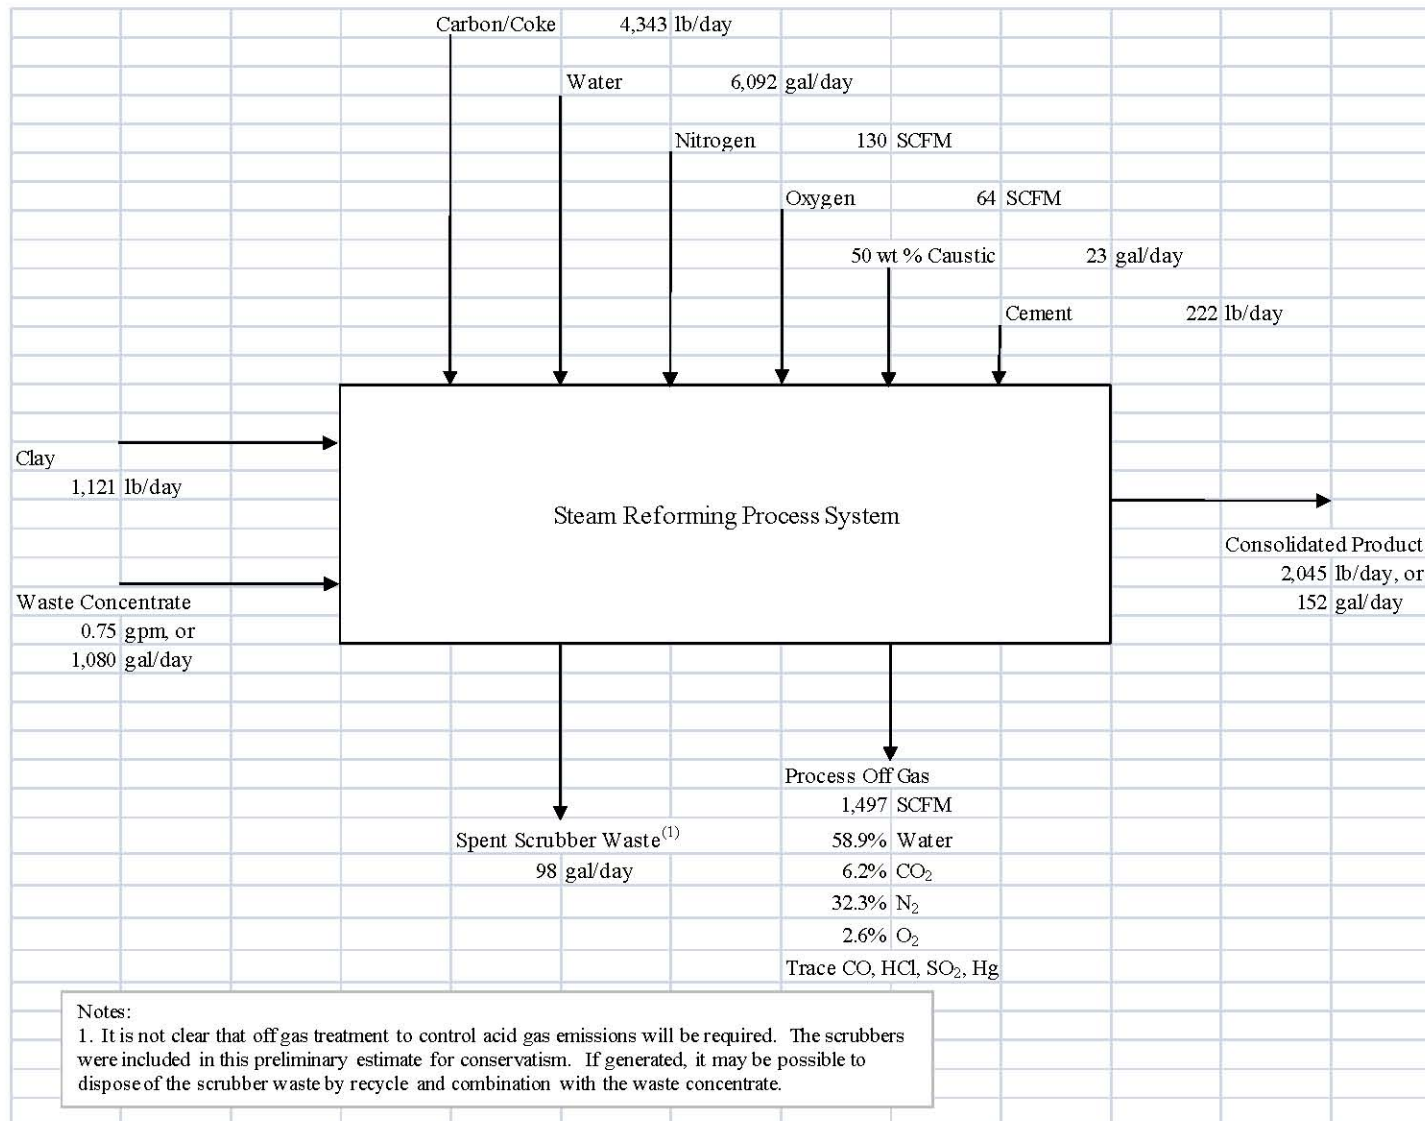 Carbon/Coke 4,343 lb/day
Water 6,092 gal/day
Nitrogen 130 SCFM
Oxygen 64 SCFM
50 wt % Caustic 23 gal/day
Cement 222 lb/day
Clay
1,121 lb/day
Steam Reforming Process System
Consolidated Product
2,045 lb/day, or
152 gal/day
Waste Concentrate
0.75 gpm, or
1,080 gal/day
Process Off Gas
1,497 SCFM
Spent Scrubber Waste(1)
98 gal/day
58.9% Water
6.2% CO2
32.3% N2
2.6% O2
Trace CO, HCl, SO2, Hg
Notes:
1. It is not clear that off gas treatment to control acid gas emissions will be required. The scrubbers
were included in this preliminary estimate for conservatism. If generated, it may be possible to
dispose of the scrubber waste by recycle and combination with the waste concentrate.